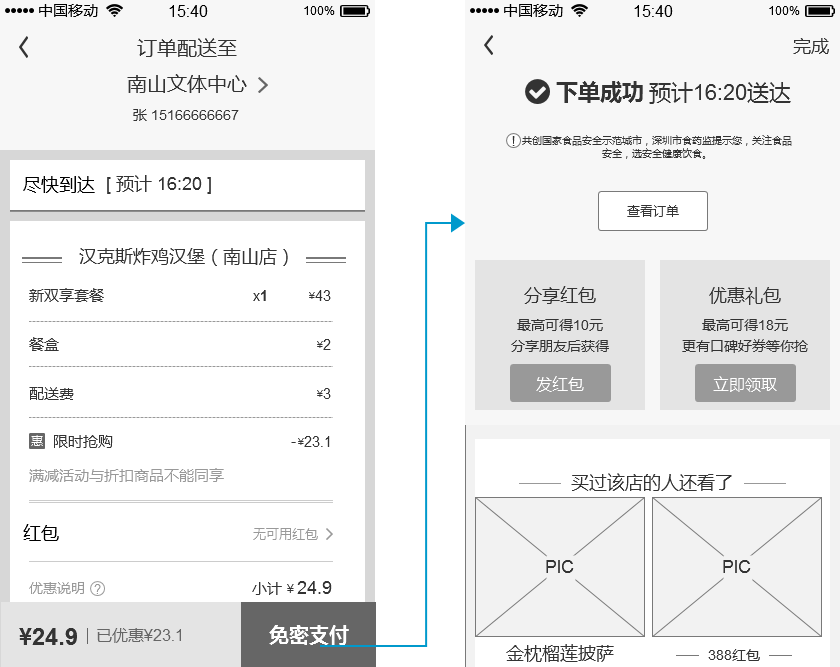 中国移动 15:40 100%
订单配送至
南山文体中心
张 15166666667
尽快到达 [ 预计 16:20 ]
汉克斯炸鸡汉堡（南山店）
新双享套餐 x1 ¥43
餐盒 ¥2
配送费 ¥3
惠 限时抢购 -¥23.1
满减活动与折扣商品不能同享
红包 无可用红包
优惠说明 ? 小计 ¥ 24.9
¥24.9 | 已优惠¥23.1 免密支付
中国移动 15:40 100%
完成
下单成功 预计16:20送达
! 共创国家食品安全示范城市，深圳市食药监提示您，关注食品
安全，选安全健康饮食。
查看订单
分享红包
最高可得10元
分享朋友后获得
发红包
优惠礼包
最高可得18元
更有口碑好券等你抢
立即领取
买过该店的人还看了
PIC PIC
金枕榴莲披萨 388红包